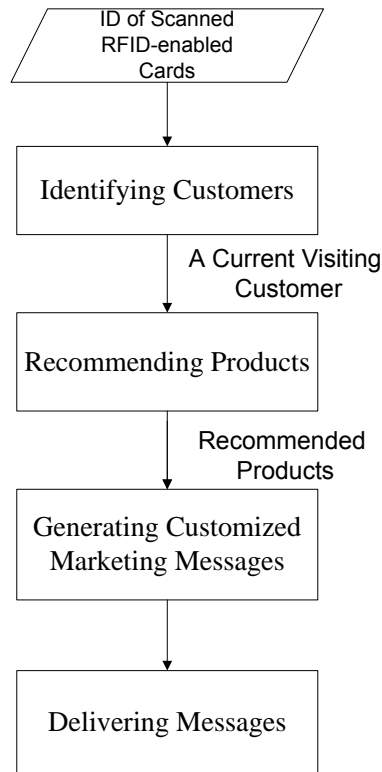 ID of Scanned
RFID-enabled
Cards
Identifying Customers
A Current Visiting
Customer
Recommending Products
Recommended
Products
Generating Customized
Marketing Messages
Delivering Messages